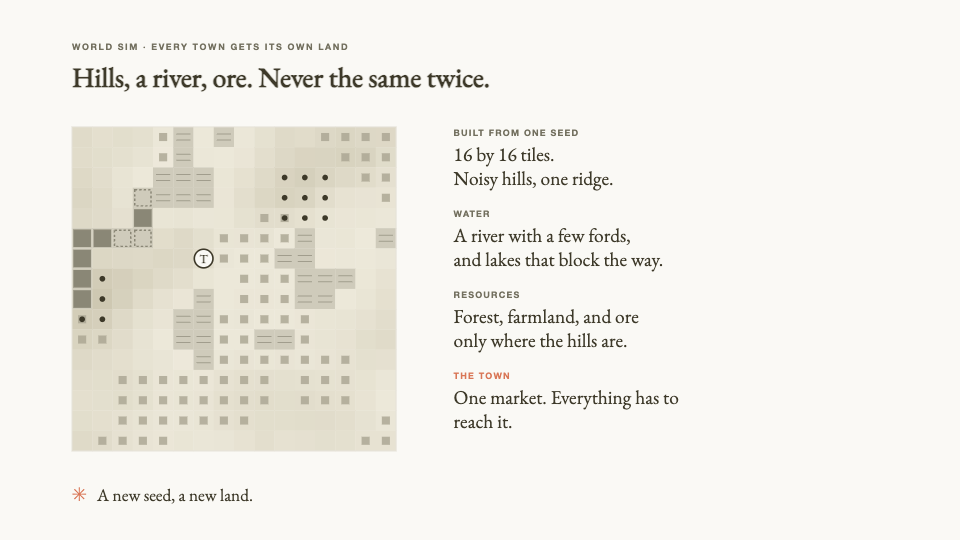 WORLD SIM · EVERY TOWN GETS ITS OWN LAND
Hills, a river, ore. Never the same twice.
T
BUILT FROM ONE SEED
16 by 16 tiles.
Noisy hills, one ridge.
WATER
A river with a few fords,
and lakes that block the way.
RESOURCES
Forest, farmland, and ore
only where the hills are.
THE TOWN
One market. Everything has to
reach it.
A new seed, a new land.